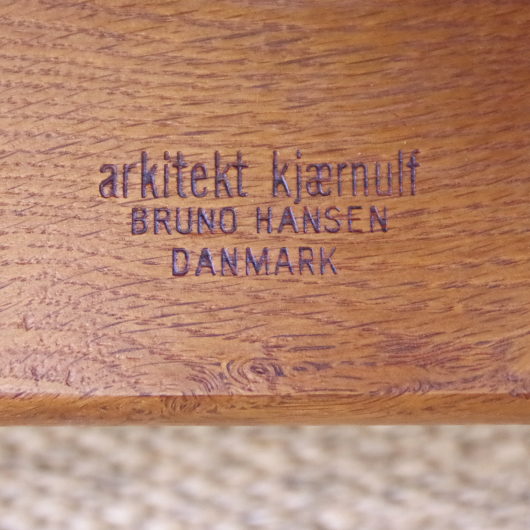 arkitekt kjærnulf
BRUNO HANSEN
DANMARK